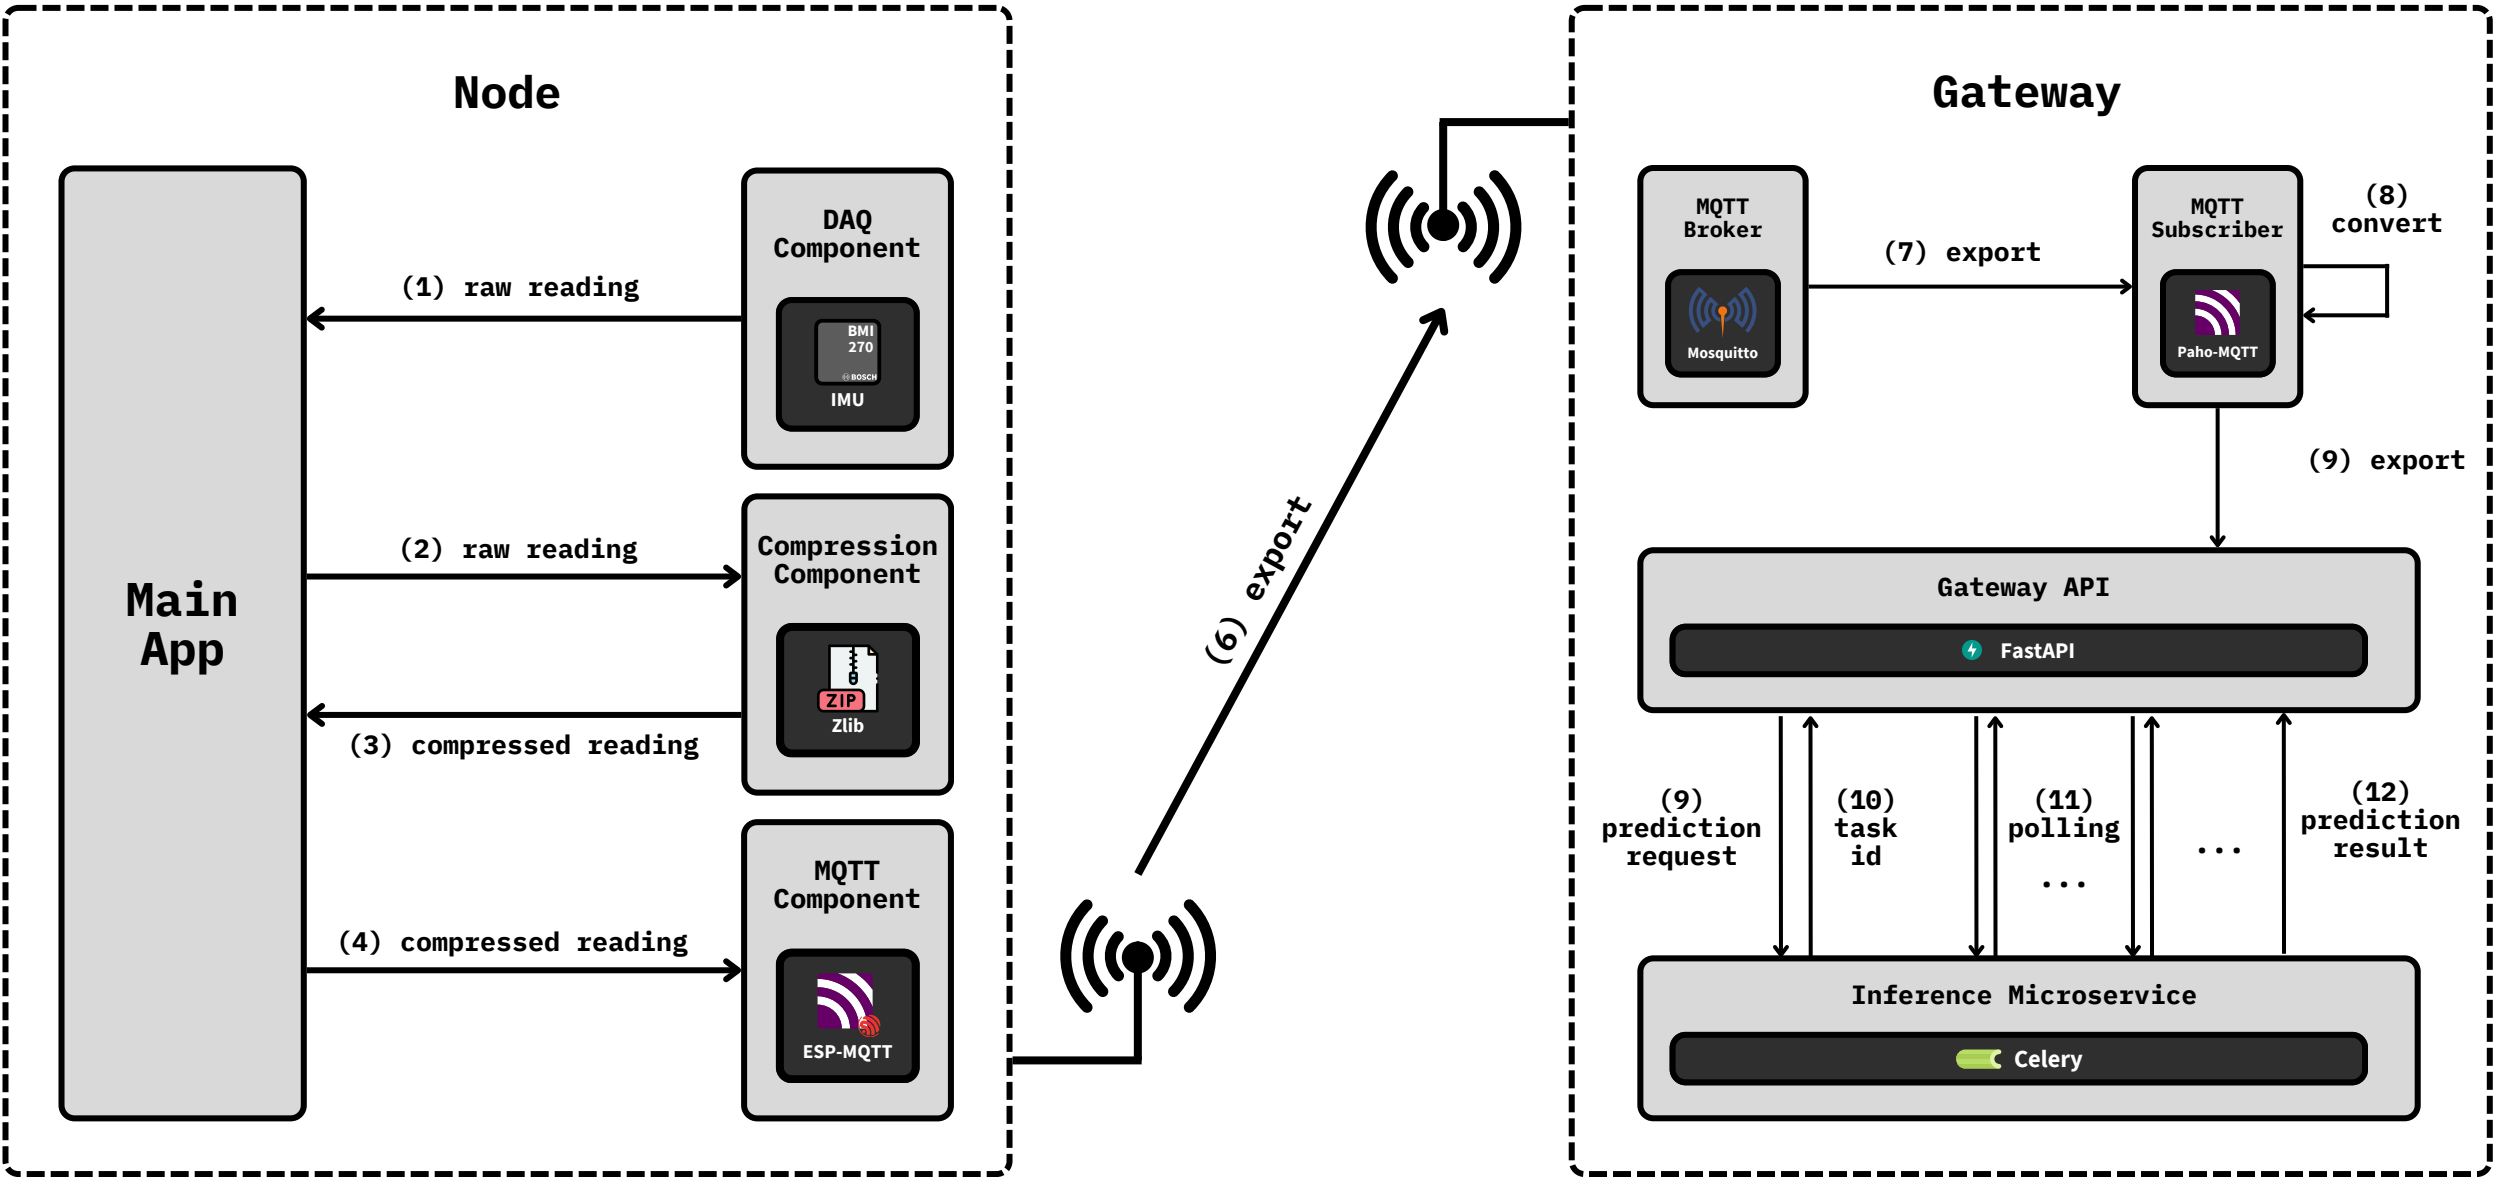 Node
Main
App
(1) raw reading
DAQ
Component
BMI
270
BOSCH
IMU
(2) raw reading
Compression
Component
ZIP
Zlib
(3) compressed reading
(4) compressed reading
MQTT
Component
ESP-MQTT
(6) export
Gateway
MQTT
Broker
Mosquitto
(7) export
MQTT
Subscriber
Paho-MQTT
(8)
convert
(9) export
Gateway API
FastAPI
(9)
prediction
request
(10)
task
id
(11)
polling
...
...
(12)
prediction
result
Inference Microservice
Celery